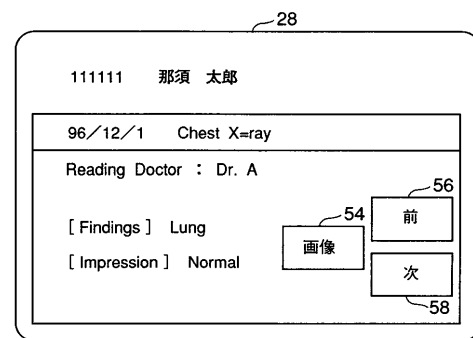 28
111111 那須 太郎
96/12/1 Chest X=ray
Reading Doctor : Dr. A
56
前
54
画像
[ Findings ] Lung
[ Impression ] Normal
次
58